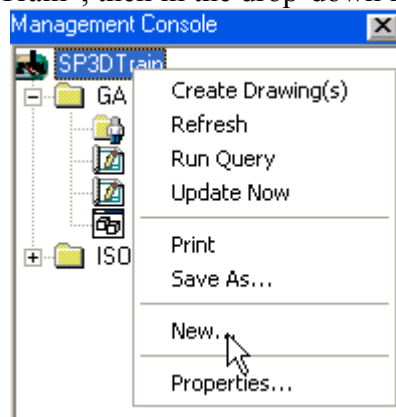 Train", then in the drop-down
Management Console
SP3DTrain
GA
ISO
Create Drawing(s)
Refresh
Run Query
Update Now
Print
Save As...
New...
Properties...